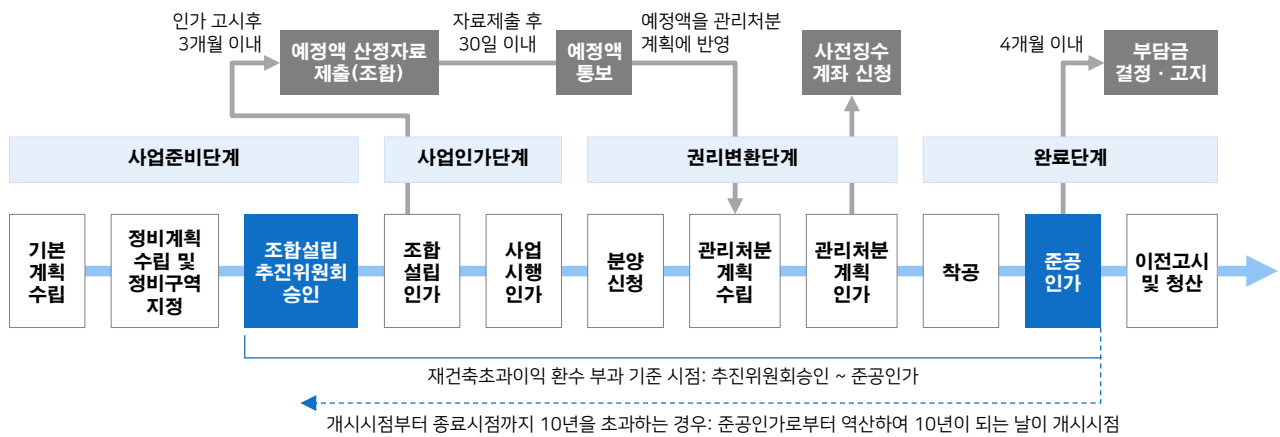 인가 고시후
3개월 이내
예정액 산정자료
제출(조합)
자료제출 후
30일 이내
예정액
통보
예정액을 관리처분
계획에 반영
사전징수
계좌 신청
4개월 이내
부담금
결정 · 고지
사업준비단계
사업인가단계
권리변환단계
완료단계
기본
계획
수립
정비계획
수립 및
정비구역
지정
조합설립
추진위원회
승인
조합
설립
인가
사업
시행
인가
분양
신청
관리처분
계획
수립
관리처분
계획
인가
착공
준공
인가
이전고시
및 청산
재건축초과이익 환수 부과 기준 시점: 추진위원회승인 ~ 준공인가
개시시점부터 종료시점까지 10년을 초과하는 경우: 준공인가로부터 역산하여 10년이 되는 날이 개시시점